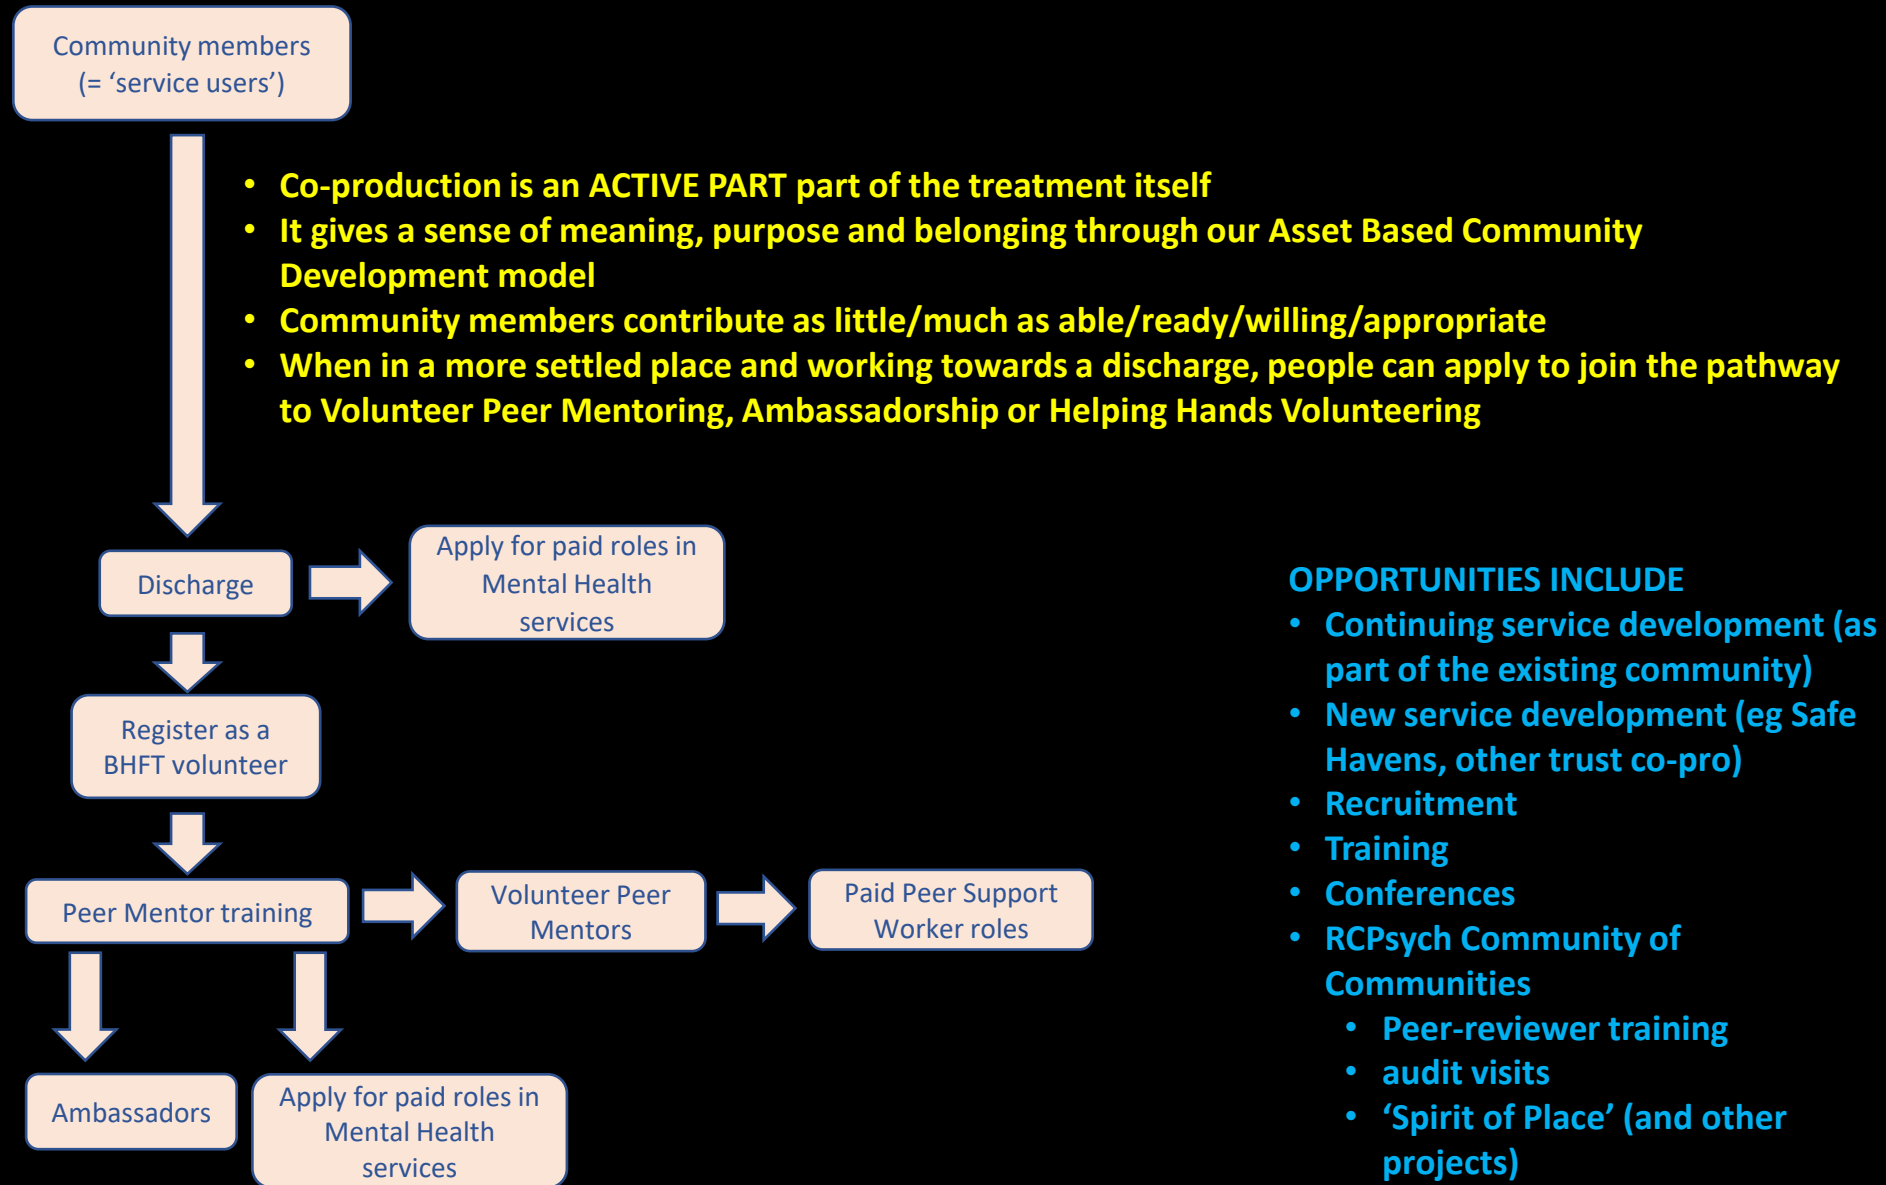 Community members
(= ‘service users’)
• Co-production is an ACTIVE PART part of the treatment itself
• It gives a sense of meaning, purpose and belonging through our Asset Based Community
Development model
• Community members contribute as little/much as able/ready/willing/appropriate
• When in a more settled place and working towards a discharge, people can apply to join the pathway
to Volunteer Peer Mentoring, Ambassadorship or Helping Hands Volunteering
Discharge
Apply for paid roles in
Mental Health
services
Register as a
BHFT volunteer
Peer Mentor training
Volunteer Peer
Mentors
Paid Peer Support
Worker roles
Ambassadors
Apply for paid roles in
Mental Health
services
OPPORTUNITIES INCLUDE
• Continuing service development (as
part of the existing community)
• New service development (eg Safe
Havens, other trust co-pro)
• Recruitment
• Training
• Conferences
• RCPsych Community of
Communities
• Peer-reviewer training
• audit visits
• ‘Spirit of Place’ (and other
projects)